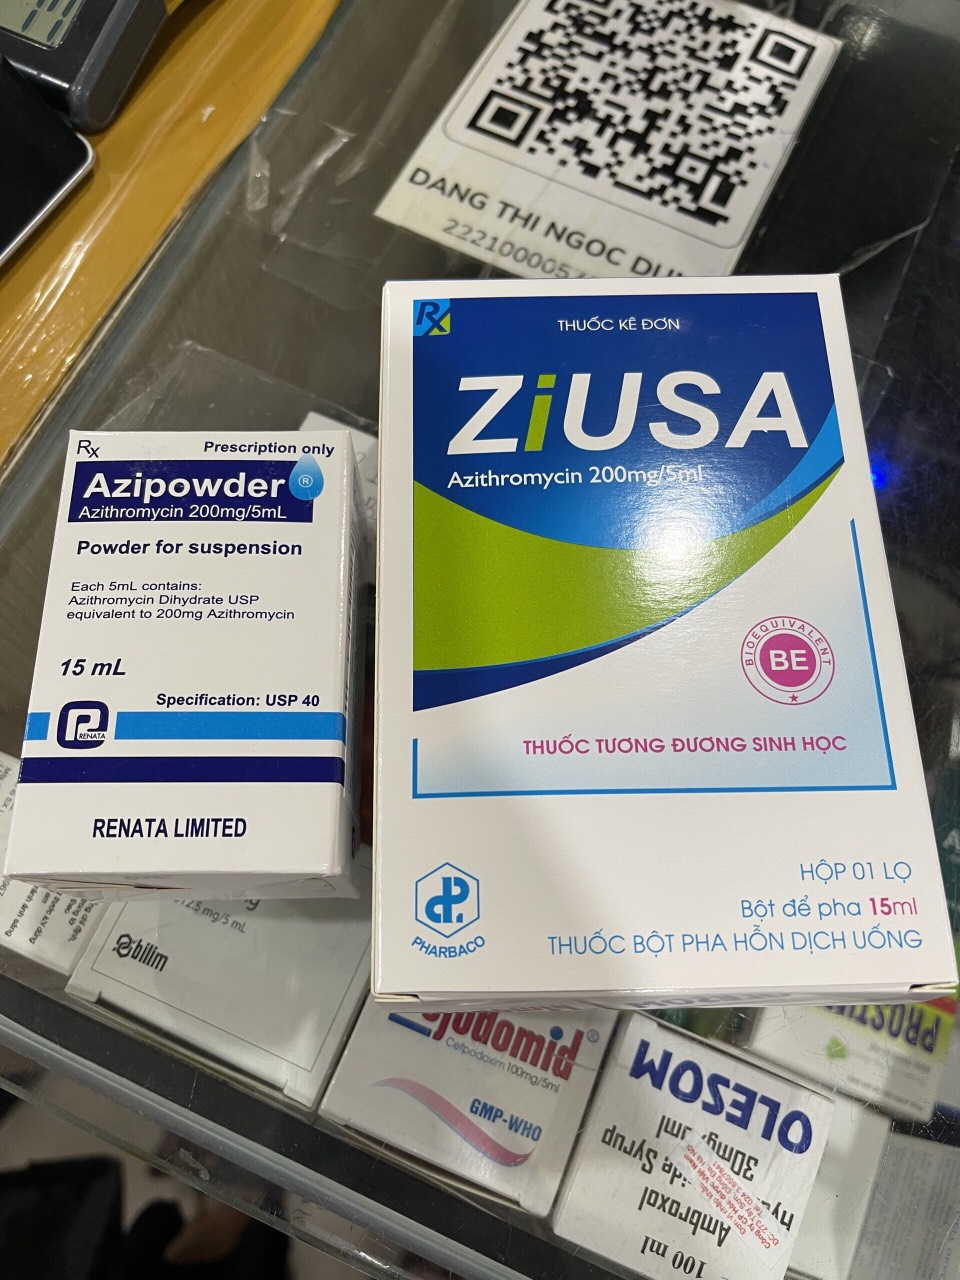 DANG THI NGOC
Rx
THUỐC KÊ ĐƠN
ZiUSA
Azithromycin 200mg/5ml
BIOEQUIVALENT
BE
THUỐC TƯƠNG ĐƯƠNG SINH HỌC
PHARBACO
HỘP 01 LỌ
Bột để pha 15ml
THUỐC BỘT PHA HỖN DỊCH UỐNG
Rx
Prescription only
Azipowder ®
Azithromycin 200mg/5mL
Powder for suspension
Each 5mL contains:
Azithromycin Dihydrate USP
equivalent to 200mg Azithromycin
15 mL
Specification: USP 40
RENATA
RENATA LIMITED
bilim
Cefpodoxim 100mg/5ml
GMP-WHO
OLESOM
Syrup
Ambroxol
100 ml